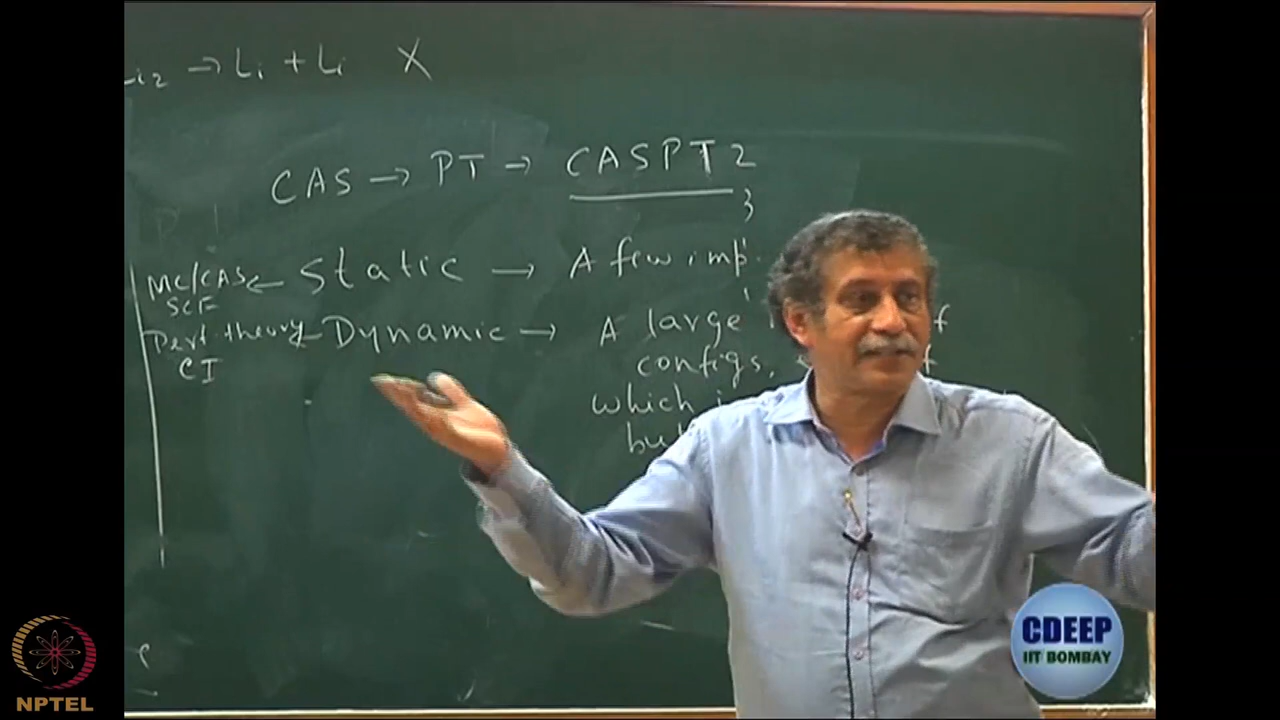 → Li + Li X
CAS → PT → CASPT2
MC/CAS ← Static → A few imp.
SCF
Pert theory Dynamic → A large
CI configs,
which
but
NPTEL
CDEEP
IIT BOMBAY